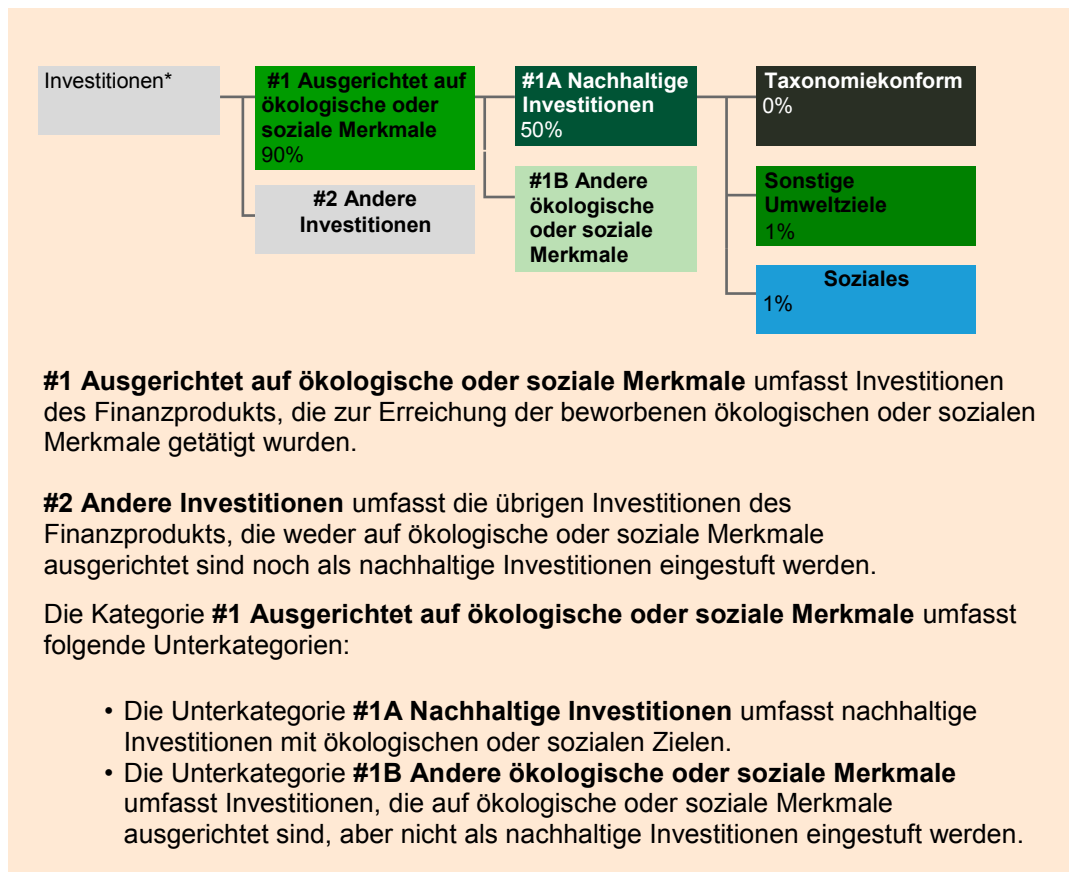 Investitionen*
#1 Ausgerichtet auf
ökologische oder
soziale Merkmale
90%
#2 Andere
Investitionen
#1A Nachhaltige
Investitionen
50%
#1B Andere
ökologische
oder soziale
Merkmale
Taxonomiekonform
0%
Sonstige
Umweltziele
1%
Soziales
1%
#1 Ausgerichtet auf ökologische oder soziale Merkmale umfasst Investitionen
des Finanzprodukts, die zur Erreichung der beworbenen ökologischen oder sozialen
Merkmale getätigt wurden.
#2 Andere Investitionen umfasst die übrigen Investitionen des
Finanzprodukts, die weder auf ökologische oder soziale Merkmale
ausgerichtet sind noch als nachhaltige Investitionen eingestuft werden.
Die Kategorie #1 Ausgerichtet auf ökologische oder soziale Merkmale umfasst
folgende Unterkategorien:
• Die Unterkategorie #1A Nachhaltige Investitionen umfasst nachhaltige
Investitionen mit ökologischen oder sozialen Zielen.
• Die Unterkategorie #1B Andere ökologische oder soziale Merkmale
umfasst Investitionen, die auf ökologische oder soziale Merkmale
ausgerichtet sind, aber nicht als nachhaltige Investitionen eingestuft werden.